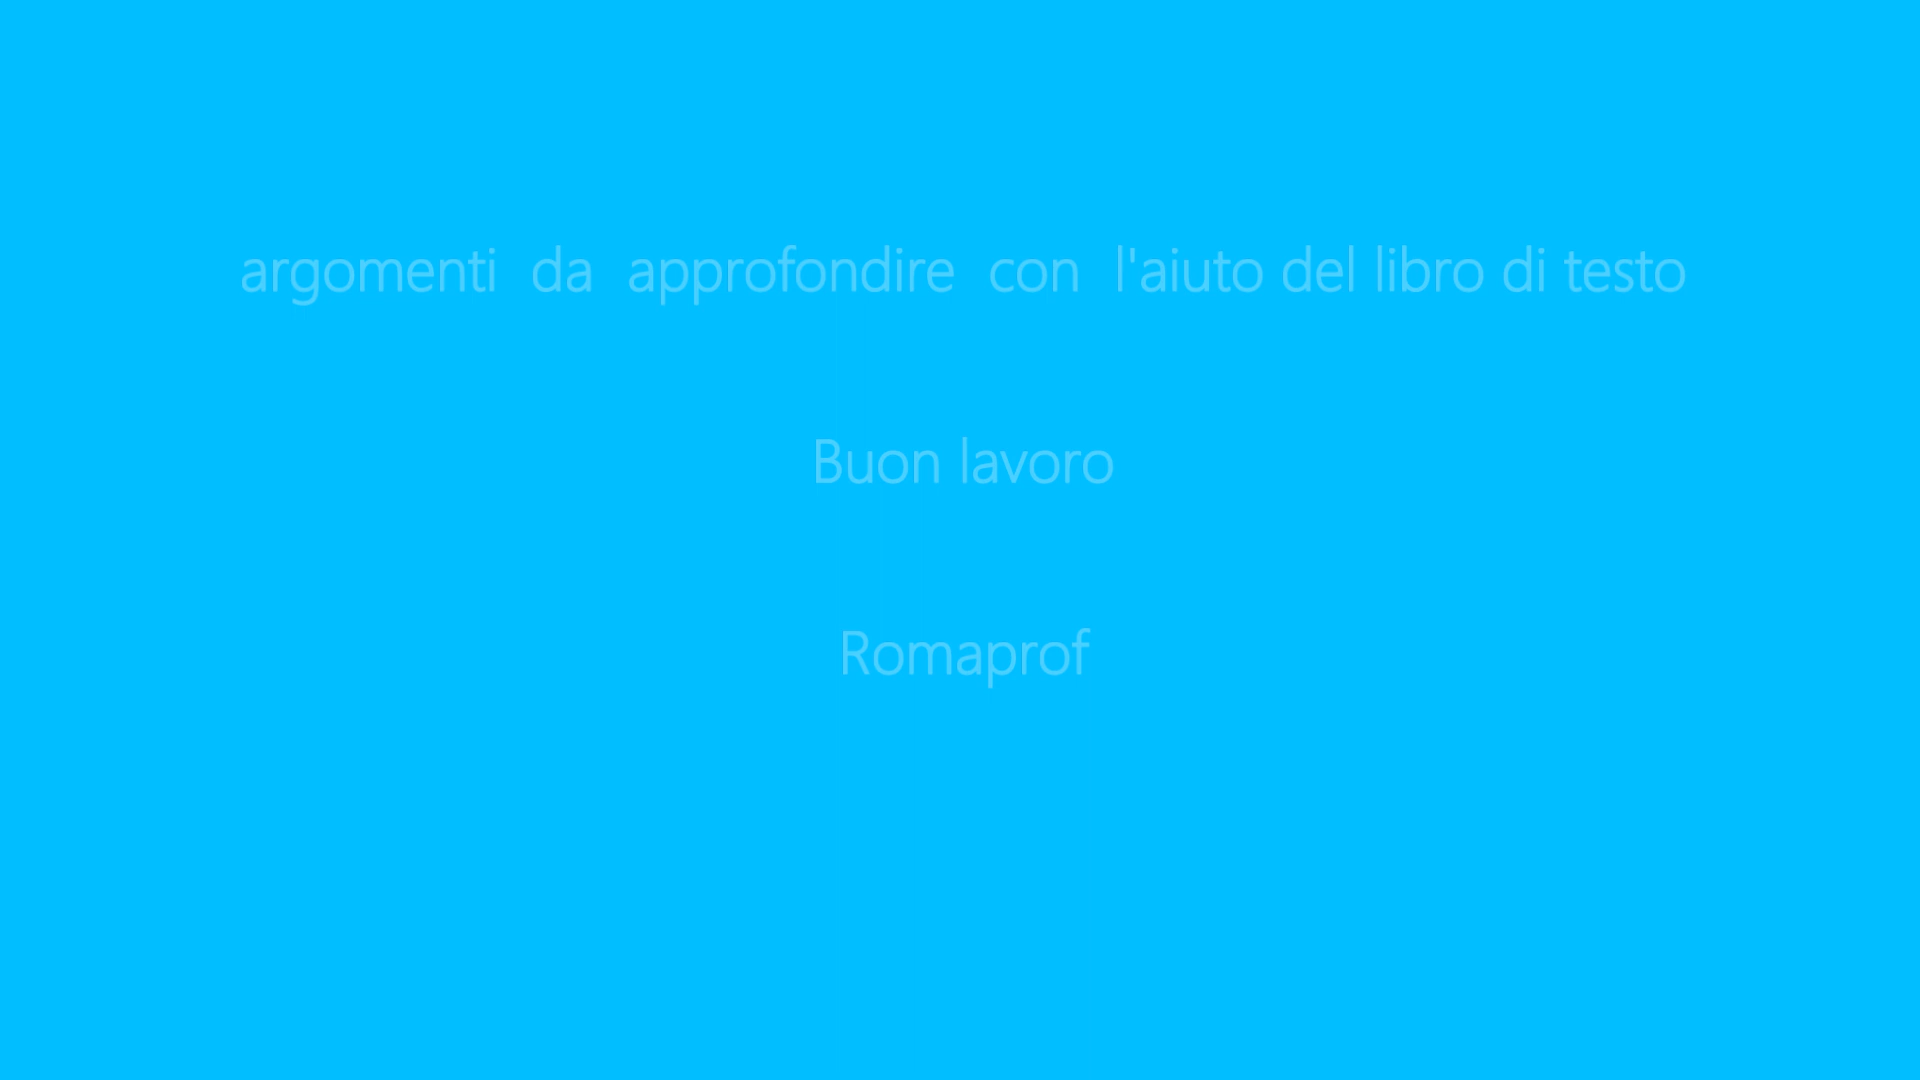 argomenti  da  approfondire  con  l'aiuto del libro di testo
Buon lavoro
Romaprof